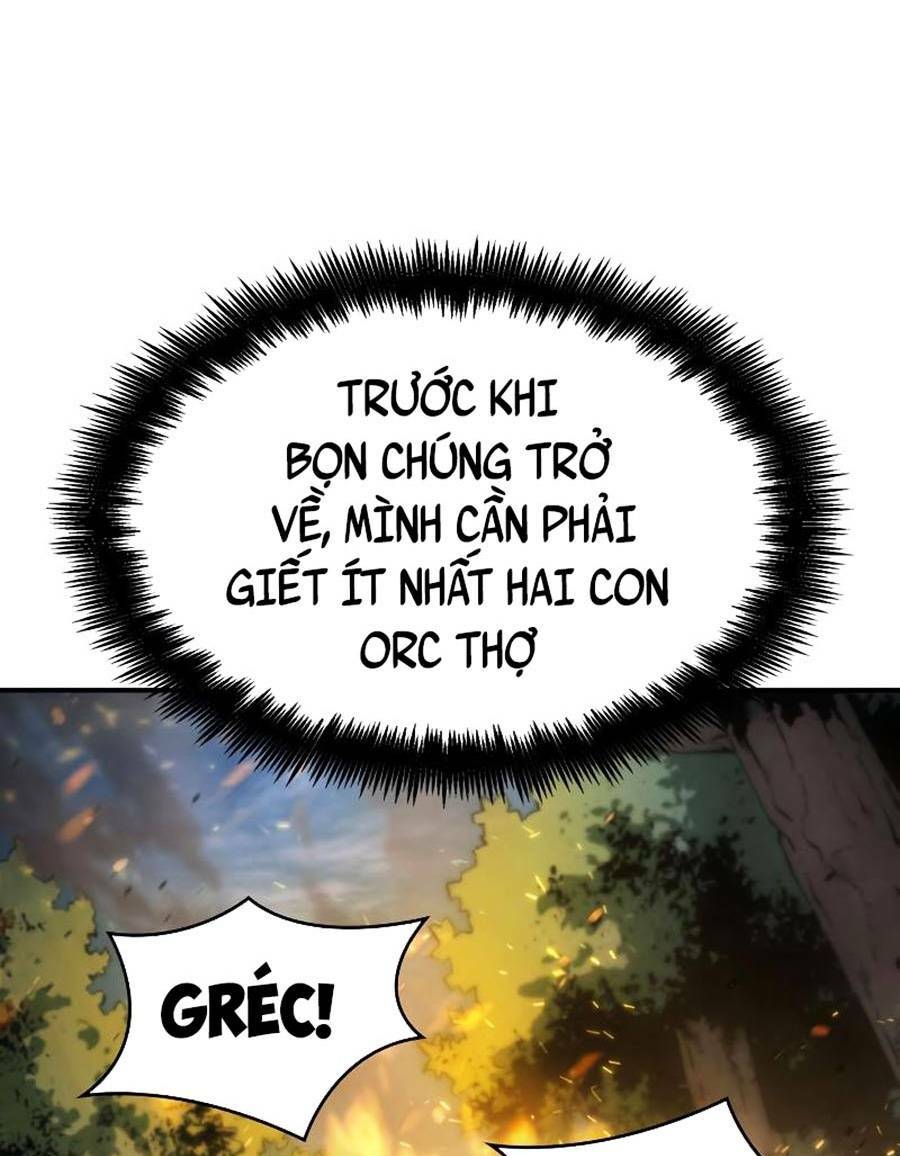 TRƯỚC KHI
BỌN CHÚNG TRỞ
VỀ, MÌNH CẦN PHẢI
GIẾT ÍT NHẤT HAI CON
ORC THỢ
GRÉC!